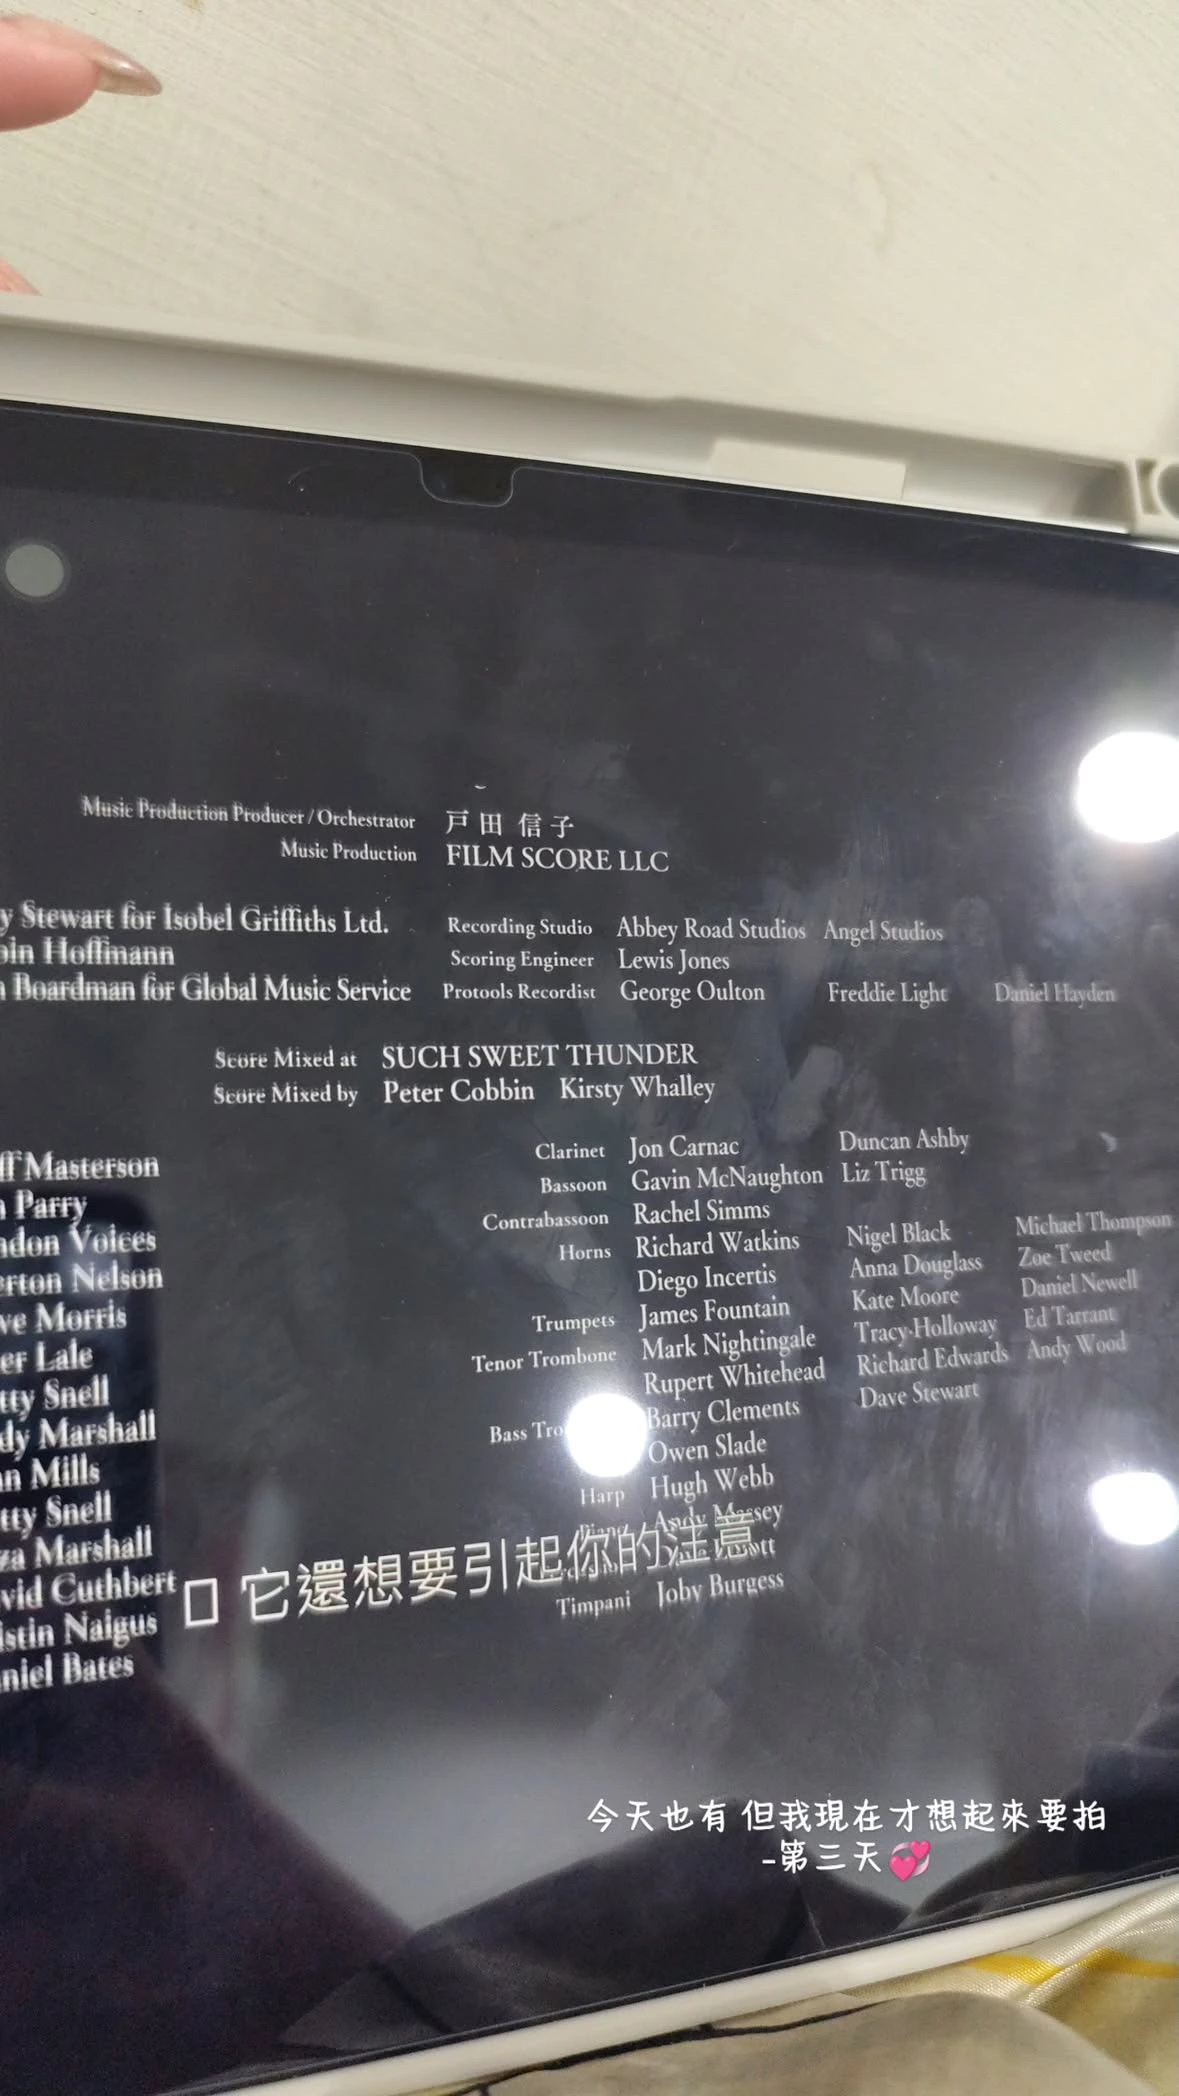 Music Production Producer / Orchestrator 戸田 信子
Music Production FILM SCORE LLC
y Stewart for Isobel Griffiths Ltd.
Hoffmann
Boardman for Global Music Service
Recording Studio Abbey Road Studios Angel Studios
Scoring Engineer Lewis Jones
Protools Recordist George Oulton Freddie Light Daniel Hayden
Score Mixed at SUCH SWEET THUNDER
Score Mixed by Peter Cobbin Kirsty Whalley
ff Masterson
Parry
ndon Voices
erton Nelson
ve Morris
er Lale
tty Snell
dy Marshall
n Mills
tty Snell
za Marshall
vid Cuthbert
istin Naigus
niel Bates
Clarinet Jon Carnac Duncan Ashby
Bassoon Gavin McNaughton Liz Trigg
Contrabassoon Rachel Simms
Horns Richard Watkins Nigel Black Michael Thompson
Diego Incertis Anna Douglass Zoe Tweed
Trumpets James Fountain Kate Moore Daniel Newell
Tenor Trombone Mark Nightingale Tracy Holloway Ed Tarrant
Rupert Whitehead Richard Edwards Andy Wood
Bass Tro Barry Clements Dave Stewart
Owen Slade
Harp Hugh Webb
Piano Andy Massey
tt
Timpani Joby Burgess
口 它還想要引起你的注意
今天也有 但我現在才想起來要拍
-第三天💞